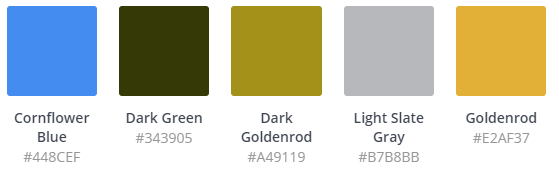 Cornflower
Blue
#448CEF
Dark Green
#343905
Dark
Goldenrod
#A49119
Light Slate
Gray
#B7B8BB
Goldenrod
#E2AF37